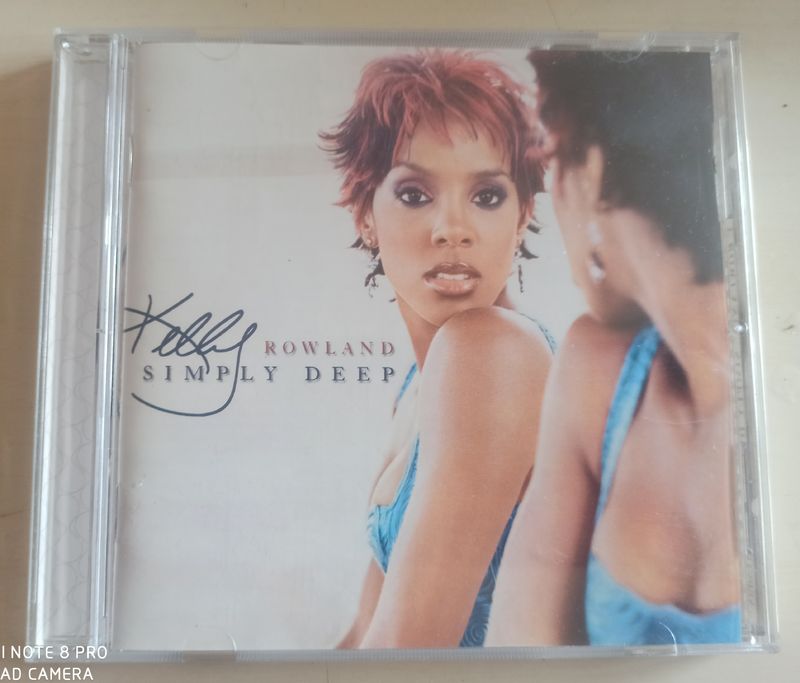 Kelly ROWLAND
SIMPLY DEEP
I NOTE 8 PRO
AD CAMERA